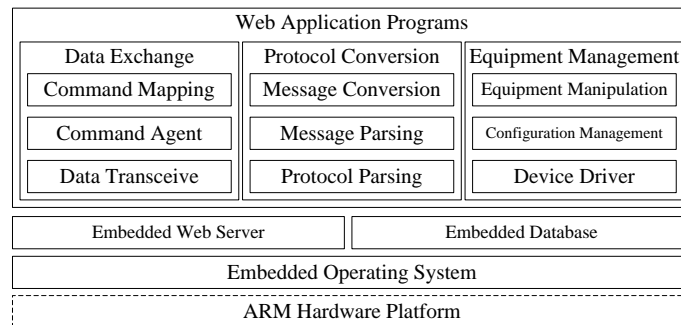 Web Application Programs
Data Exchange
Command Mapping
Command Agent
Data Transceive
Protocol Conversion
Message Conversion
Message Parsing
Protocol Parsing
Equipment Management
Equipment Manipulation
Configuration Management
Device Driver
Embedded Web Server
Embedded Database
Embedded Operating System
ARM Hardware Platform